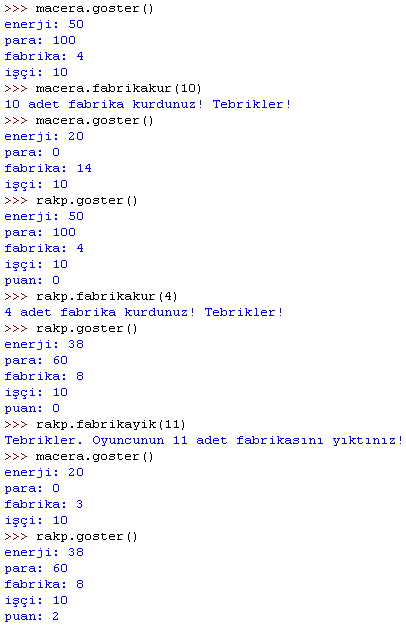 >>> macera.goster()
enerji: 50
para: 100
fabrika: 4
işçi: 10
>>> macera.fabrikakur(10)
10 adet fabrika kurdunuz! Tebrikler!
>>> macera.goster()
enerji: 20
para: 0
fabrika: 14
işçi: 10
>>> rakp.goster()
enerji: 50
para: 100
fabrika: 4
işçi: 10
puan: 0
>>> rakp.fabrikakur(4)
4 adet fabrika kurdunuz! Tebrikler!
>>> rakp.goster()
enerji: 38
para: 60
fabrika: 8
işçi: 10
puan: 0
>>> rakp.fabrikayik(11)
Tebrikler. Oyuncunun 11 adet fabrikasını yıktınız!
>>> macera.goster()
enerji: 20
para: 0
fabrika: 3
işçi: 10
>>> rakp.goster()
enerji: 38
para: 60
fabrika: 8
işçi: 10
puan: 2